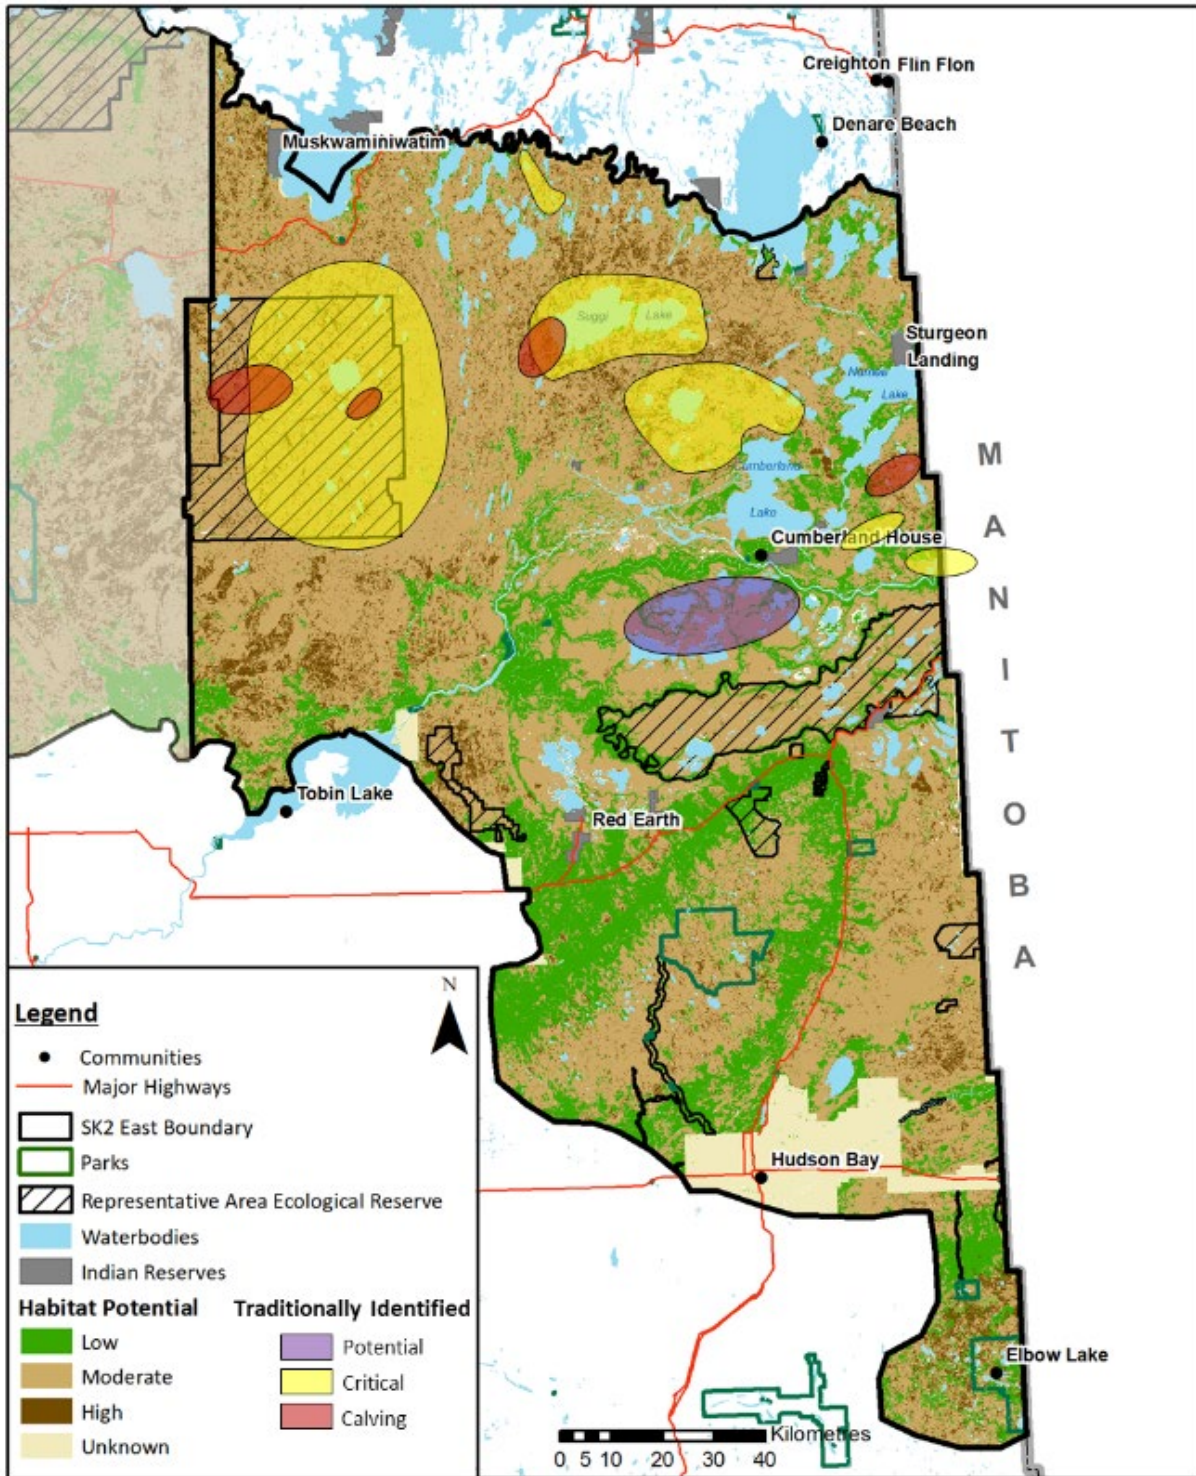 Creighton Flin Flon
Denare Beach
Muskwaminiwatim
Suggi Lake
Sturgeon
Landing
Namew
Lake
Cumberland
Lake
Cumberland House
MANITOBA
Tobin Lake
Red Earth
Hudson Bay
Elbow Lake
N
Legend
Communities
Major Highways
SK2 East Boundary
Parks
Representative Area Ecological Reserve
Waterbodies
Indian Reserves
Habitat Potential
Low
Moderate
High
Unknown
Traditionally Identified
Potential
Critical
Calving
Kilometres
0 5 10 20 30 40